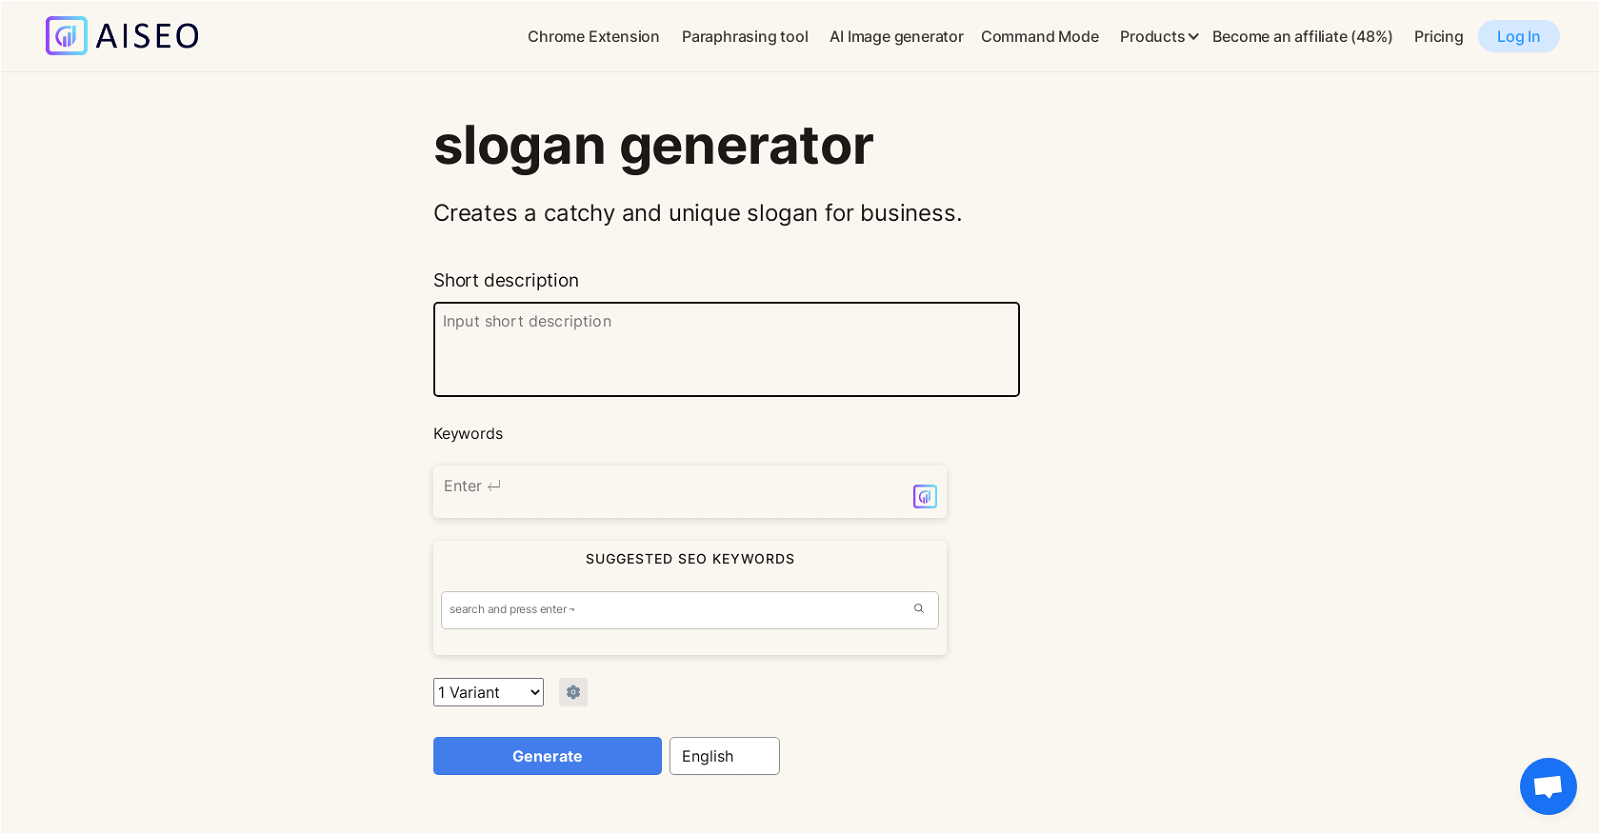 AISEO
Chrome Extension Paraphrasing tool AI Image generator Command Mode Products Become an affiliate (48%) Pricing Log In
slogan generator
Creates a catchy and unique slogan for business.
Short description
Input short description
Keywords
Enter ↵
SUGGESTED SEO KEYWORDS
search and press enter ¬
1 Variant
Generate English